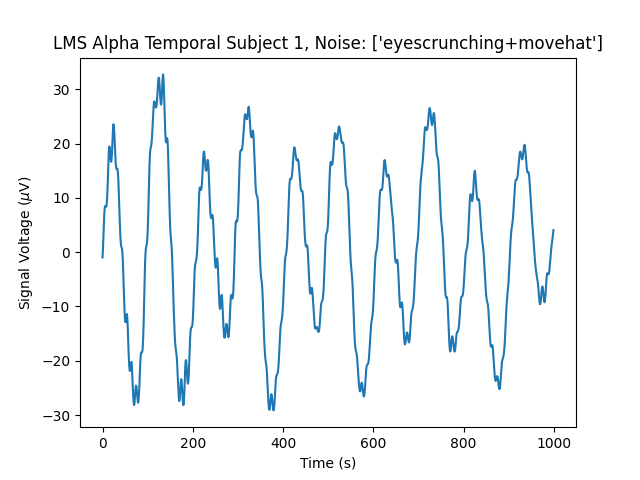 LMS Alpha Temporal Subject 1, Noise: ['eyescrunching+movehat']
Signal Voltage (μV)
30
20
10
0
−10
−20
−30
0 200 400 600 800 1000
Time (s)